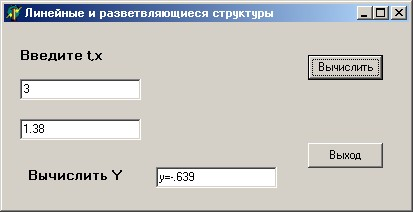 Линейные и разветвляющиеся структуры
Введите t,x
Вычислить
3
1.38
Выход
Вычислить Y
y=-.639